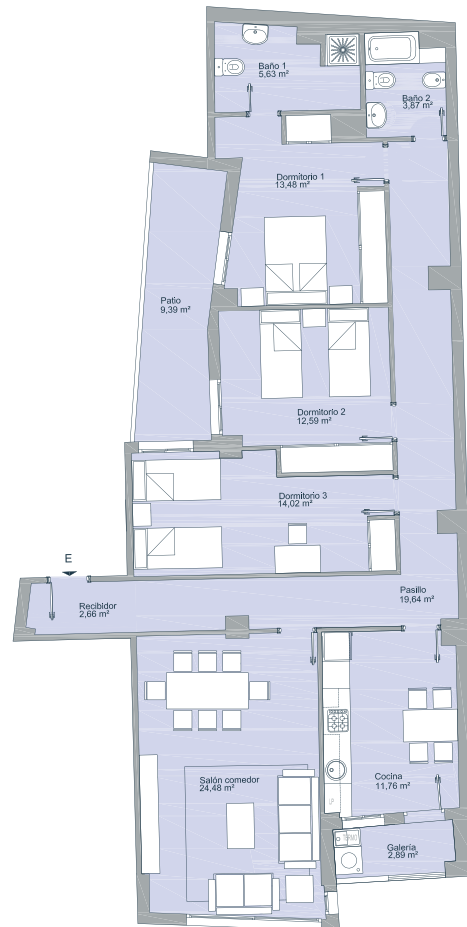 Baño 1
5,63 m²
Baño 2
3,87 m²
Dormitorio 1
13,48 m²
Patio
9,39 m²
Dormitorio 2
12,59 m²
Dormitorio 3
14,02 m²
E
Recibidor
2,66 m²
Pasillo
19,64 m²
Salón comedor
24,48 m²
Cocina
11,76 m²
Galería
2,89 m²